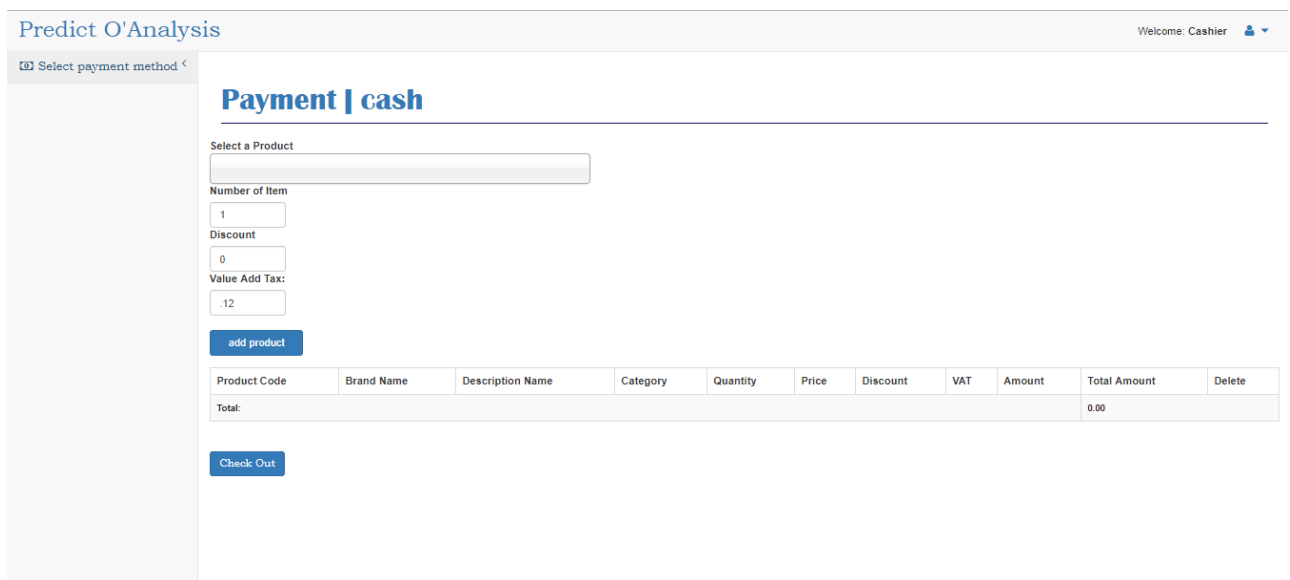 Predict O'Analysis
Welcome: Cashier
Select payment method
Payment | cash
Select a Product
Number of Item
1
Discount
0
Value Add Tax:
.12
add product
Product Code Brand Name Description Name Category Quantity Price Discount VAT Amount Total Amount Delete
Total: 0.00
Check Out